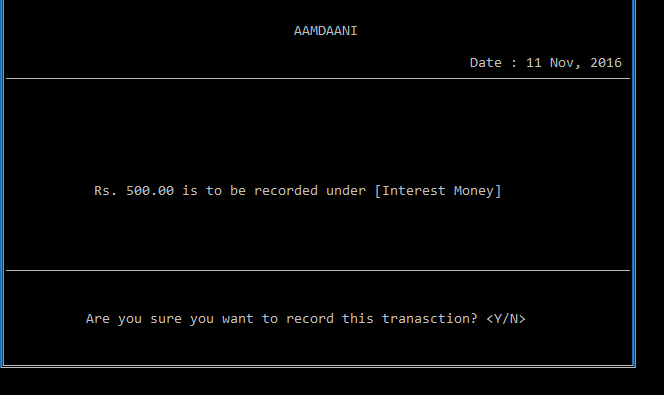 AAMDAANI
Date : 11 Nov, 2016
Rs. 500.00 is to be recorded under [Interest Money]
Are you sure you want to record this tranasction? <Y/N>